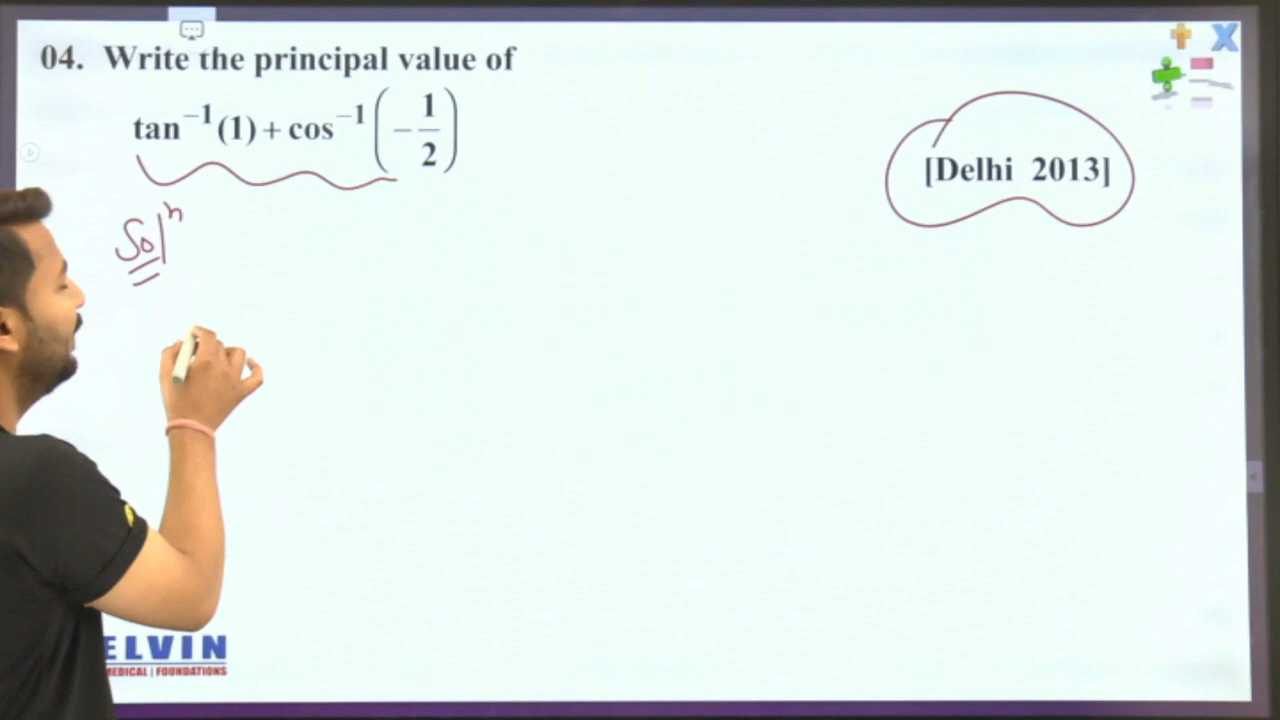 04. Write the principal value of
tan⁻¹(1) + cos⁻¹(-1/2)
[Delhi 2013]
Solⁿ
ELVIN
MEDICAL | FOUNDATIONS